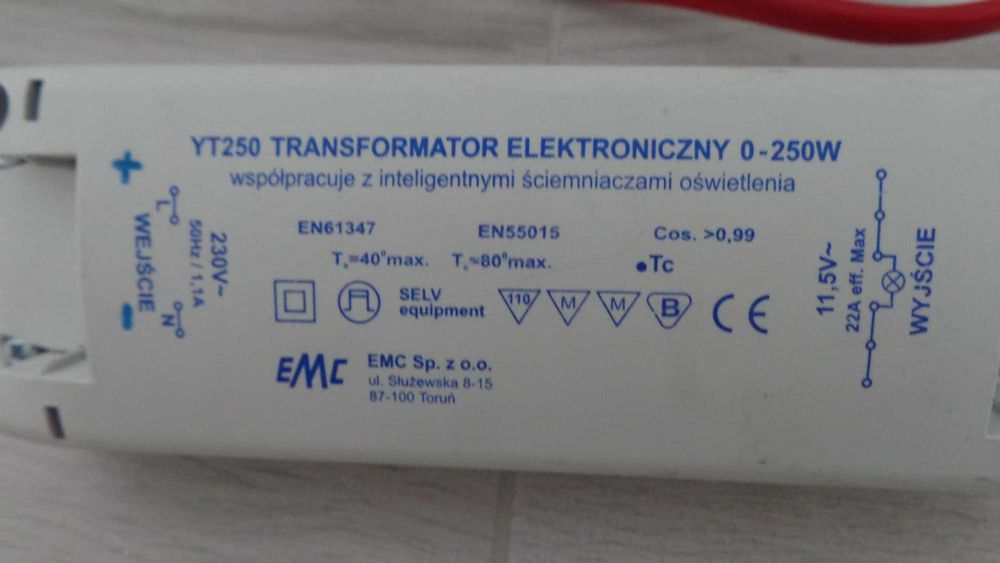 YT250 TRANSFORMATOR ELEKTRONICZNY 0-250W
współpracuje z inteligentnymi ściemniaczami oświetlenia
+
-
WEJŚCIE
L
N
50Hz / 1,1A
230V~
EN61347
EN55015
Cos. >0,99
Tₐ=40°max.
T꜀=80°max.
•Tc
SELV
equipment
110
M
M
B
CE
11,5V~
22A eff. Max
WYJŚCIE
EMC
EMC Sp. z o.o.
ul. Służewska 8-15
87-100 Toruń